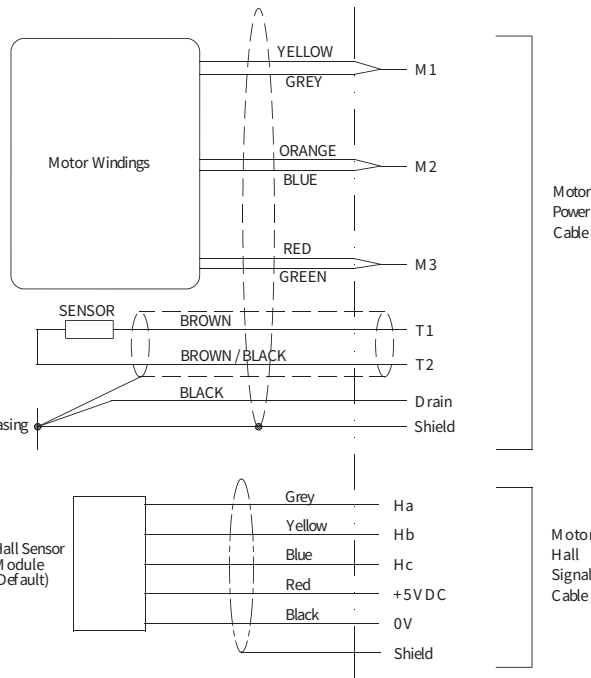 YELLOW
M1
GREY
Motor Windings
ORANGE
M2
BLUE
Motor
Power
Cable
RED
M3
GREEN
SENSOR
BROWN
T1
BROWN / BLACK
T2
BLACK
Drain
Shield
Grey
Ha
Yellow
Hb
Hall Sensor
Module
Default)
Blue
Hc
Motor
Hall
Signal
Cable
Red
+5VDC
Black
0V
Shield